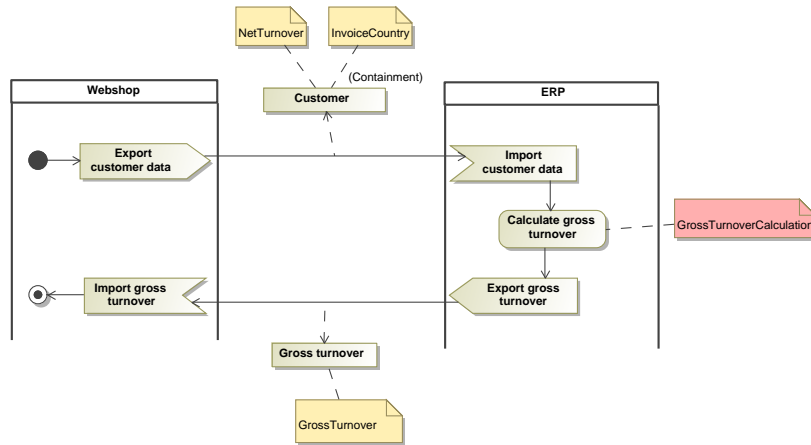 NetTurnover
InvoiceCountry
(Containment)
Webshop
Customer
ERP
Export
customer data
Import
customer data
Calculate gross
turnover
GrossTurnoverCalculation
Import gross
turnover
Export gross
turnover
Gross turnover
GrossTurnover